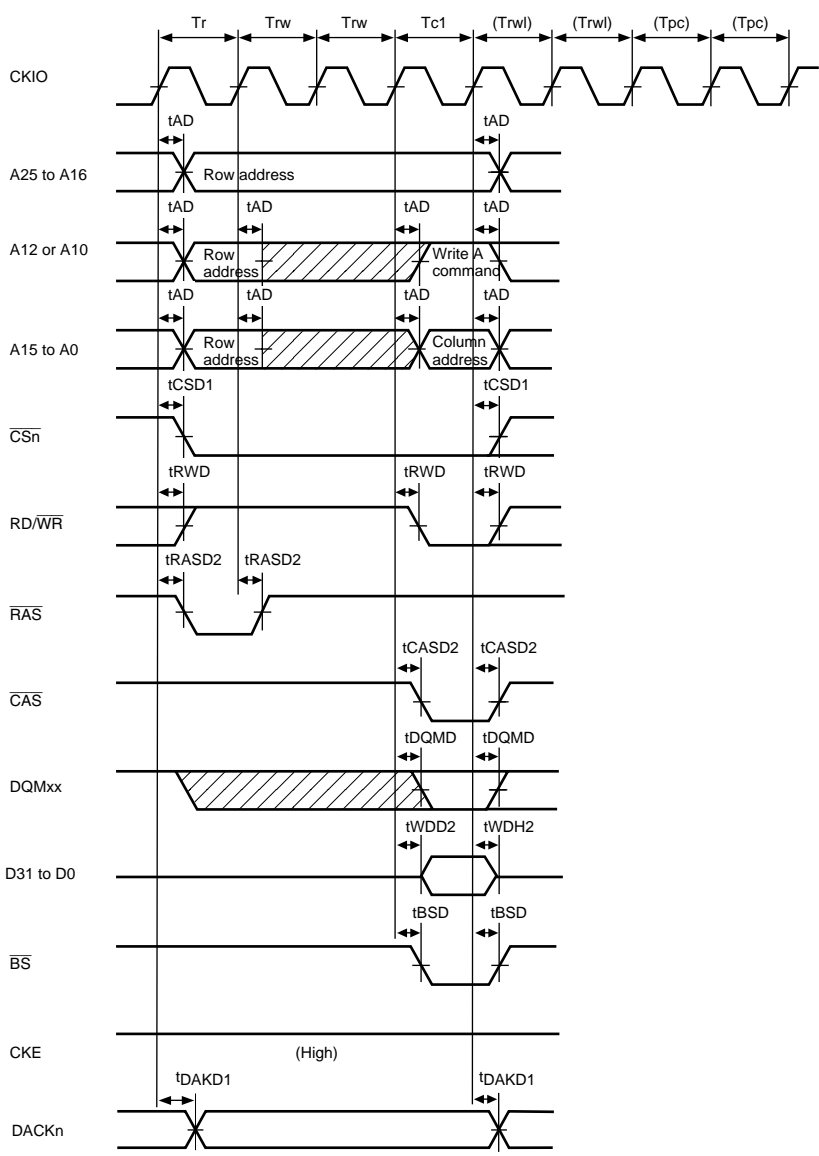 Tr Trw Trw Tc1 (Trwl) (Trwl) (Tpc) (Tpc)
CKIO
tAD tAD
A25 to A16 Row address
tAD tAD tAD tAD
A12 or A10 Row address Write A command
tAD tAD tAD tAD
A15 to A0 Row address Column address
tCSD1 tCSD1
CSn
tRWD tRWD tRWD
RD/WR
tRASD2 tRASD2
RAS
tCASD2 tCASD2
CAS
tDQMD tDQMD
DQMxx
tWDD2 tWDH2
D31 to D0
tBSD tBSD
BS
CKE (High)
tDAKD1 tDAKD1
DACKn